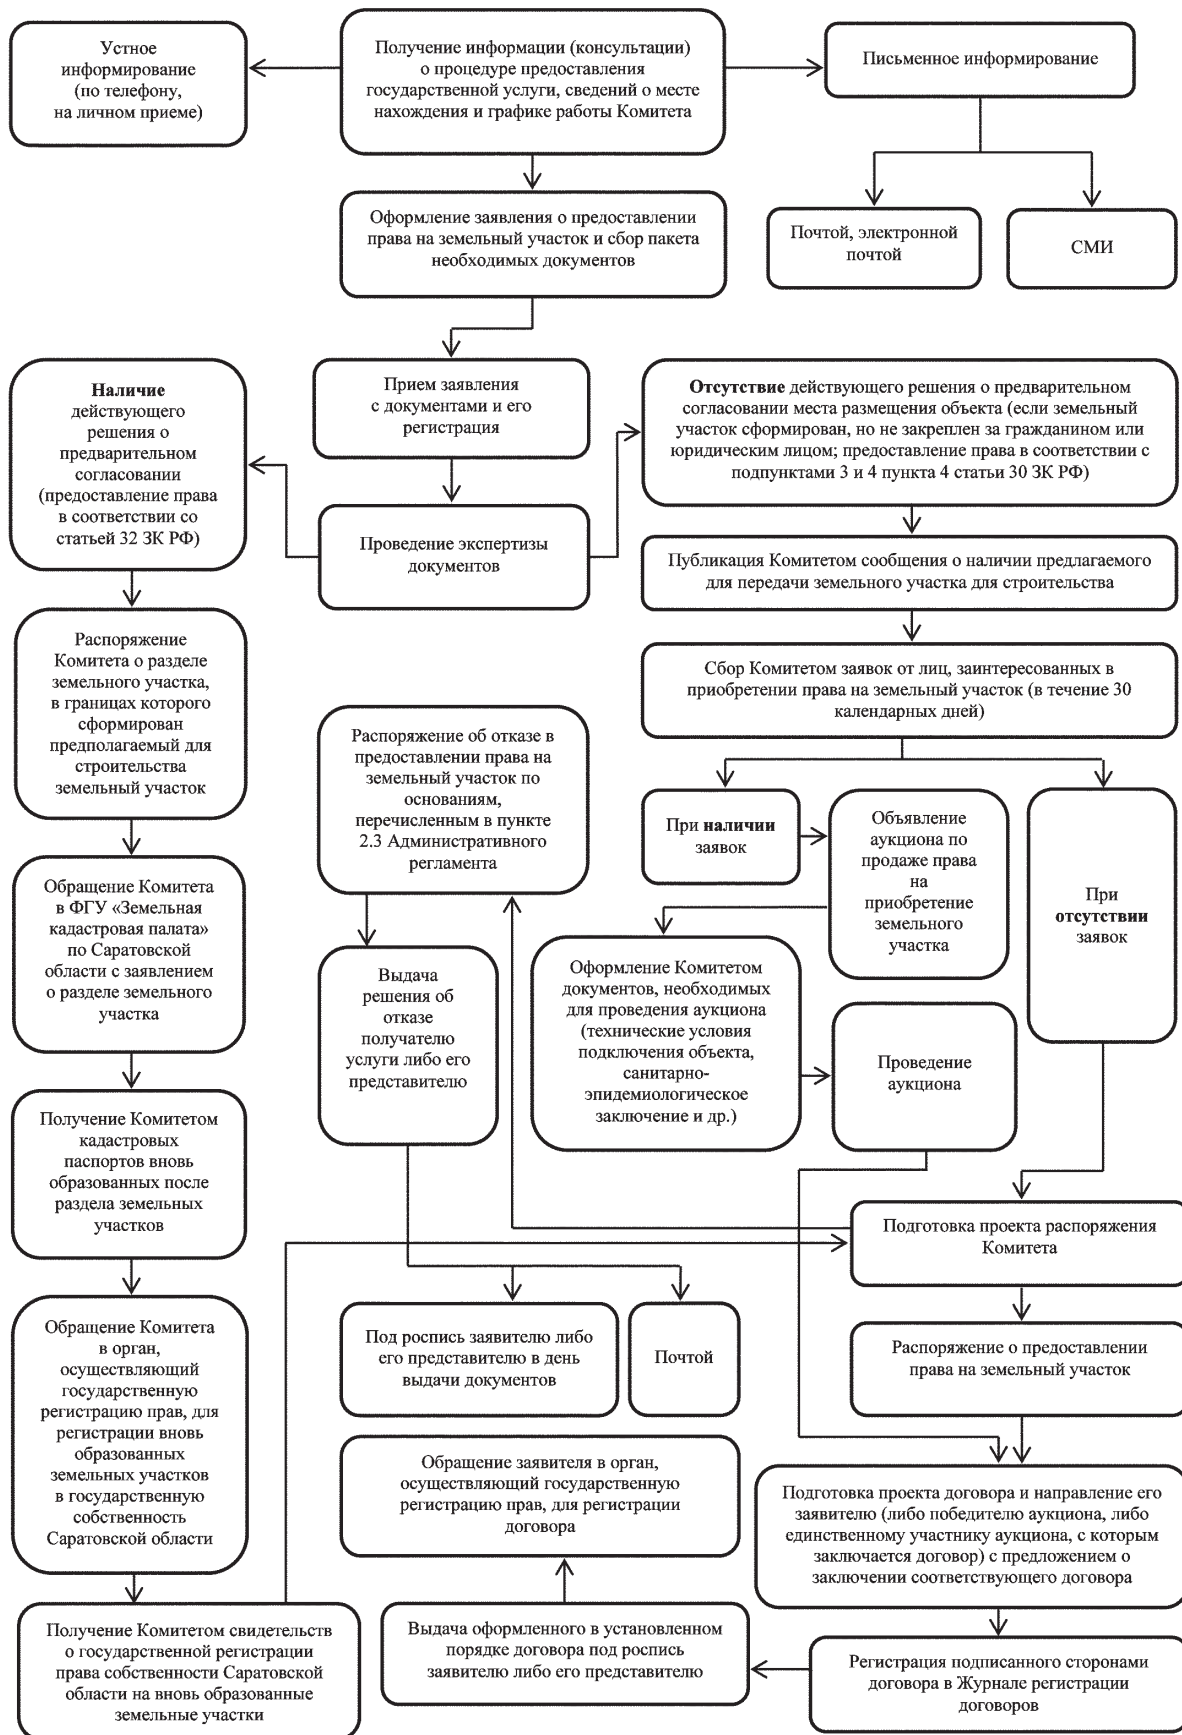 Устное
информирование
(по телефону,
на личном приеме)
Получение информации (консультации)
о процедуре предоставления
государственной услуги, сведений о месте
нахождения и графике работы Комитета
Письменное информирование
Оформление заявления о предоставлении
права на земельный участок и сбор пакета
необходимых документов
Почтой, электронной
почтой
СМИ
Прием заявления
с документами и его
регистрация
Наличие
действующего
решения о
предварительном
согласовании
(предоставление права
в соответствии со
статьей 32 ЗК РФ)
Отсутствие действующего решения о предварительном
согласовании места размещения объекта (если земельный
участок сформирован, но не закреплен за гражданином или
юридическим лицом; предоставление права в соответствии с
подпунктами 3 и 4 пункта 4 статьи 30 ЗК РФ)
Проведение экспертизы
документов
Публикация Комитетом сообщения о наличии предлагаемого
для передачи земельного участка для строительства
Распоряжение
Комитета о разделе
земельного участка,
в границах которого
сформирован
предполагаемый для
строительства
земельный участок
Сбор Комитетом заявок от лиц, заинтересованных в
приобретении права на земельный участок (в течение 30
календарных дней)
Распоряжение об отказе в
предоставлении права на
земельный участок по
основаниям,
перечисленным в пункте
2.3 Административного
регламента
При наличии
заявок
Объявление
аукциона по
продаже права
на
приобретение
земельного
участка
При
отсутствии
заявок
Обращение Комитета
в ФГУ «Земельная
кадастровая палата»
по Саратовской
области с заявлением
о разделе земельного
участка
Выдача
решения об
отказе
получателю
услуги либо его
представителю
Оформление Комитетом
документов, необходимых
для проведения аукциона
(технические условия
подключения объекта,
санитарно-
эпидемиологическое
заключение и др.)
Проведение
аукциона
Получение Комитетом
кадастровых
паспортов вновь
образованных после
раздела земельных
участков
Подготовка проекта распоряжения
Комитета
Обращение Комитета
в орган,
осуществляющий
государственную
регистрацию прав, для
регистрации вновь
образованных
земельных участков
в государственную
собственность
Саратовской области
Под роспись заявителю либо
его представителю в день
выдачи документов
Почтой
Распоряжение о предоставлении
права на земельный участок
Обращение заявителя в орган,
осуществляющий государственную
регистрацию прав, для регистрации
договора
Подготовка проекта договора и направление его
заявителю (либо победителю аукциона, либо
единственному участнику аукциона, с которым
заключается договор) с предложением о
заключении соответствующего договора
Получение Комитетом свидетельств
о государственной регистрации
права собственности Саратовской
области на вновь образованные
земельные участки
Выдача оформленного в установленном
порядке договора под роспись
заявителю либо его представителю
Регистрация подписанного сторонами
договора в Журнале регистрации
договоров